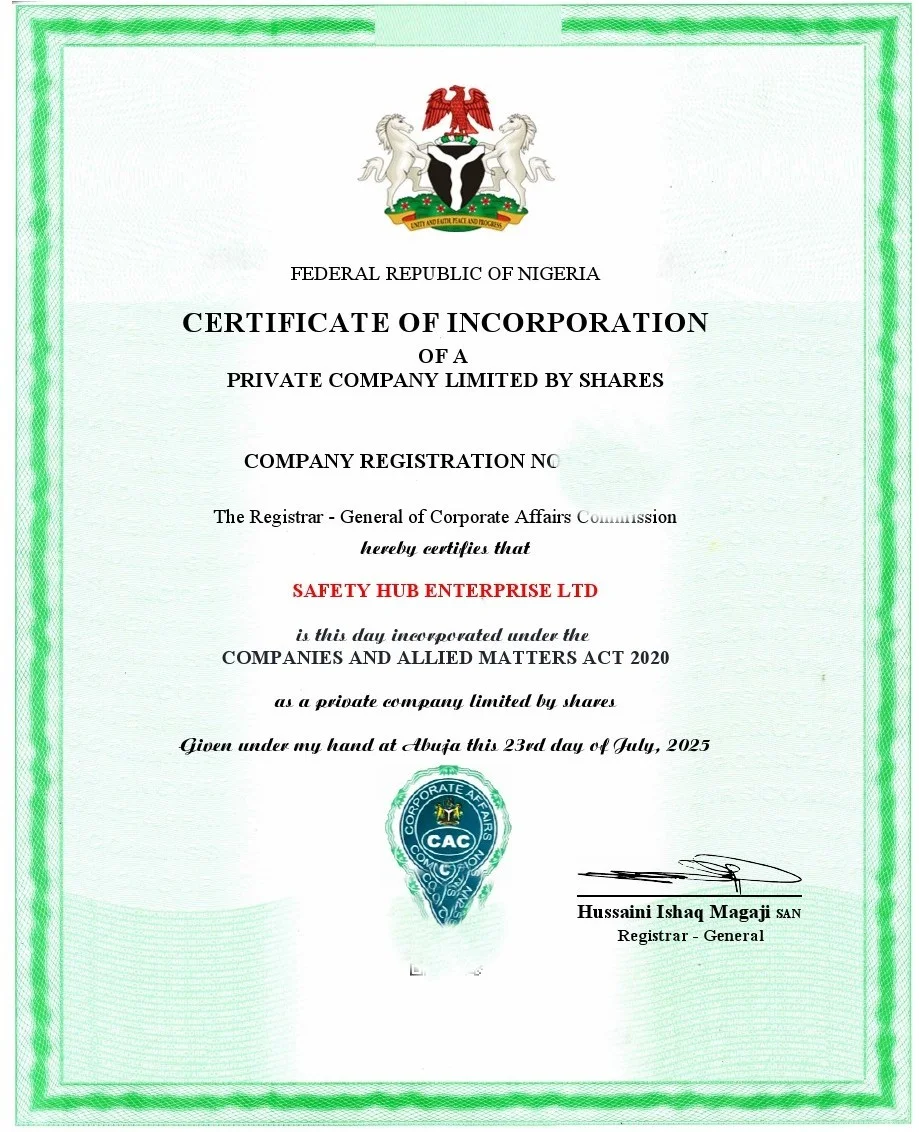 UNITY AND FAITH, PEACE AND PROGRESS
FEDERAL REPUBLIC OF NIGERIA
CERTIFICATE OF INCORPORATION
OF A
PRIVATE COMPANY LIMITED BY SHARES
COMPANY REGISTRATION NO
The Registrar - General of Corporate Affairs Commission
hereby certifies that
SAFETY HUB ENTERPRISE LTD
is this day incorporated under the
COMPANIES AND ALLIED MATTERS ACT 2020
as a private company limited by shares
Given under my hand at Abuja this 23rd day of July, 2025
CORPORATE AFFAIRS
CAC
Hussaini Ishaq Magaji SAN
Registrar - General